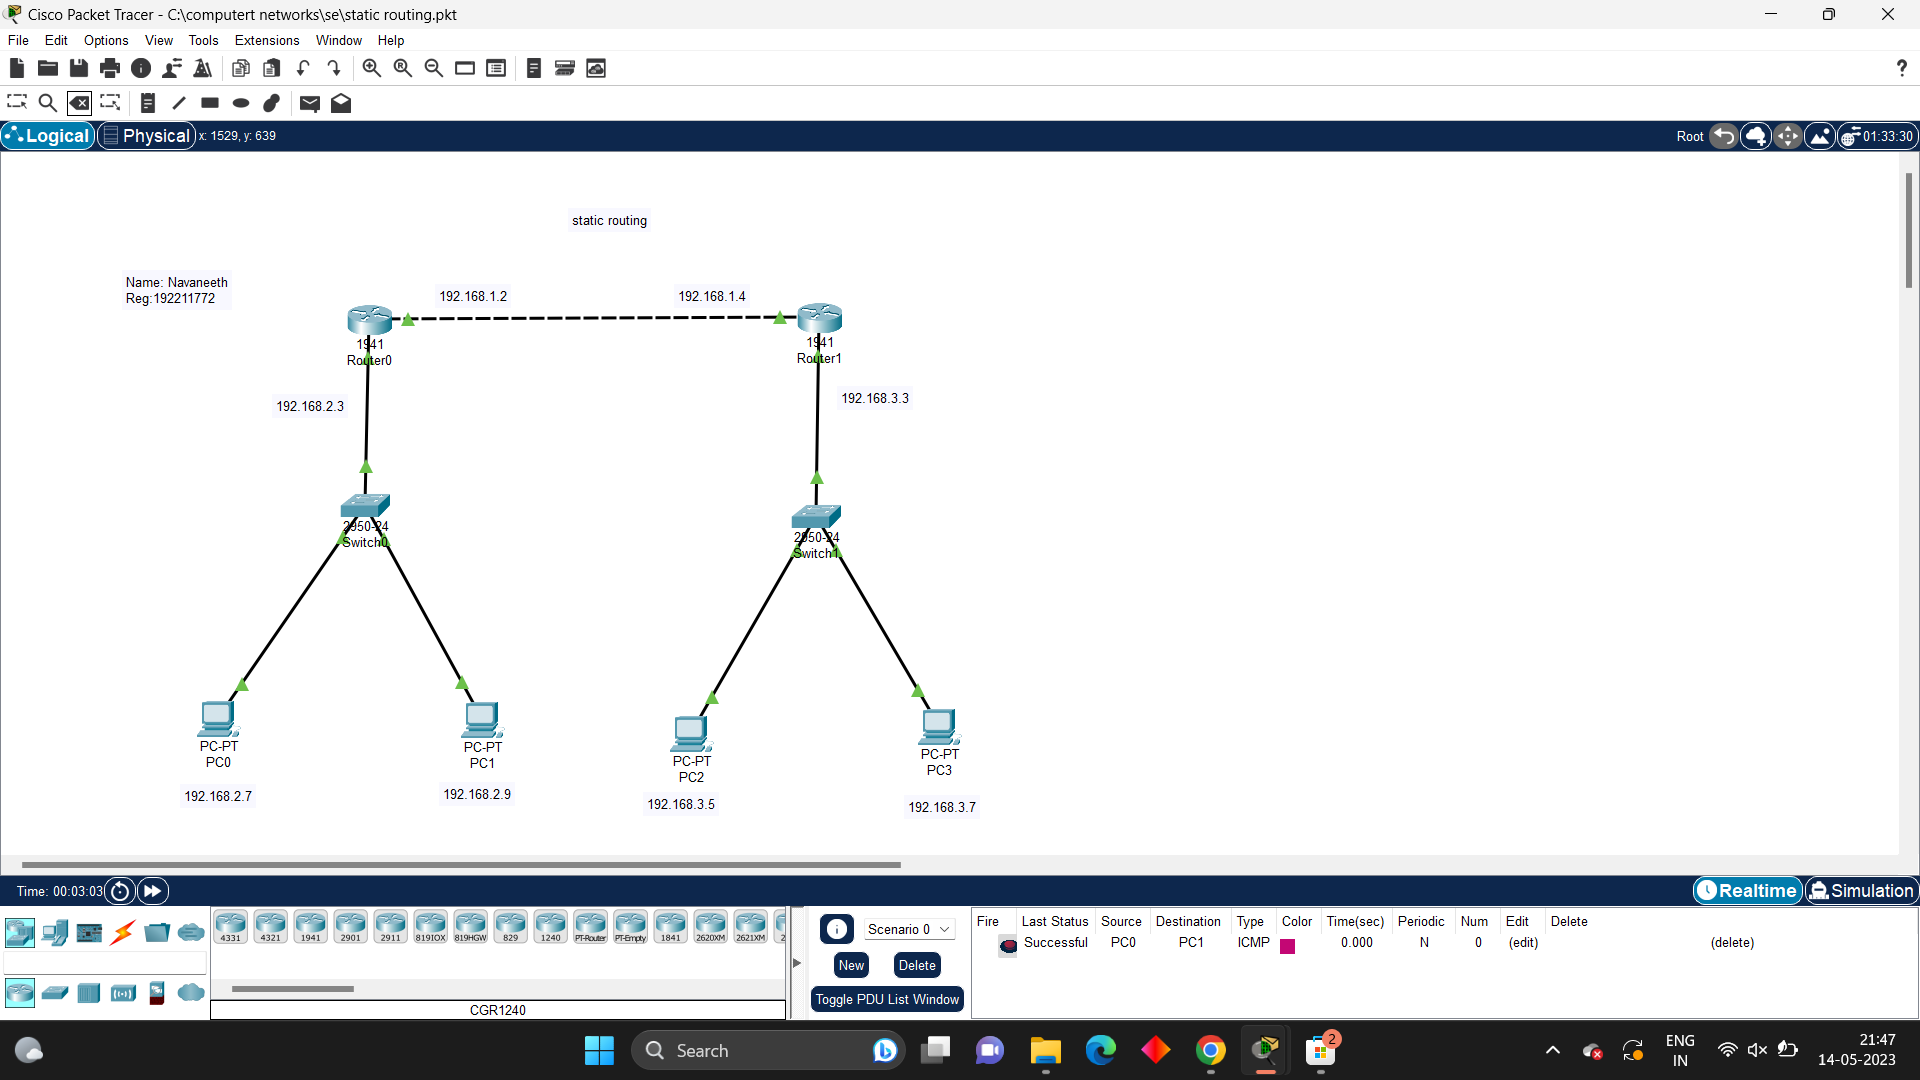 Cisco Packet Tracer - C:\computert networks\se\static routing.pkt
File Edit Options View Tools Extensions Window Help
?
Logical Physical x: 1529, y: 639 Root 01:33:30
static routing
Name: Navaneeth
Reg:192211772
192.168.1.2 192.168.1.4
1941
Router0
1941
Router1
192.168.2.3 192.168.3.3
2950-24
Switch0
2950-24
Switch1
PC-PT
PC0
PC-PT
PC1
PC-PT
PC2
PC-PT
PC3
192.168.2.7 192.168.2.9 192.168.3.5 192.168.3.7
Time: 00:03:03 Realtime Simulation
4331 4321 1941 2901 2911 819IOX 819HGW 829 1240 PT-Router PT-Empty 1841 2620XM 2621XM 2
CGR1240
Scenario 0
New Delete
Toggle PDU List Window
Fire Last Status Source Destination Type Color Time(sec) Periodic Num Edit Delete
Successful PC0 PC1 ICMP 0.000 N 0 (edit) (delete)
Search
2
ENG
IN
21:47
14-05-2023